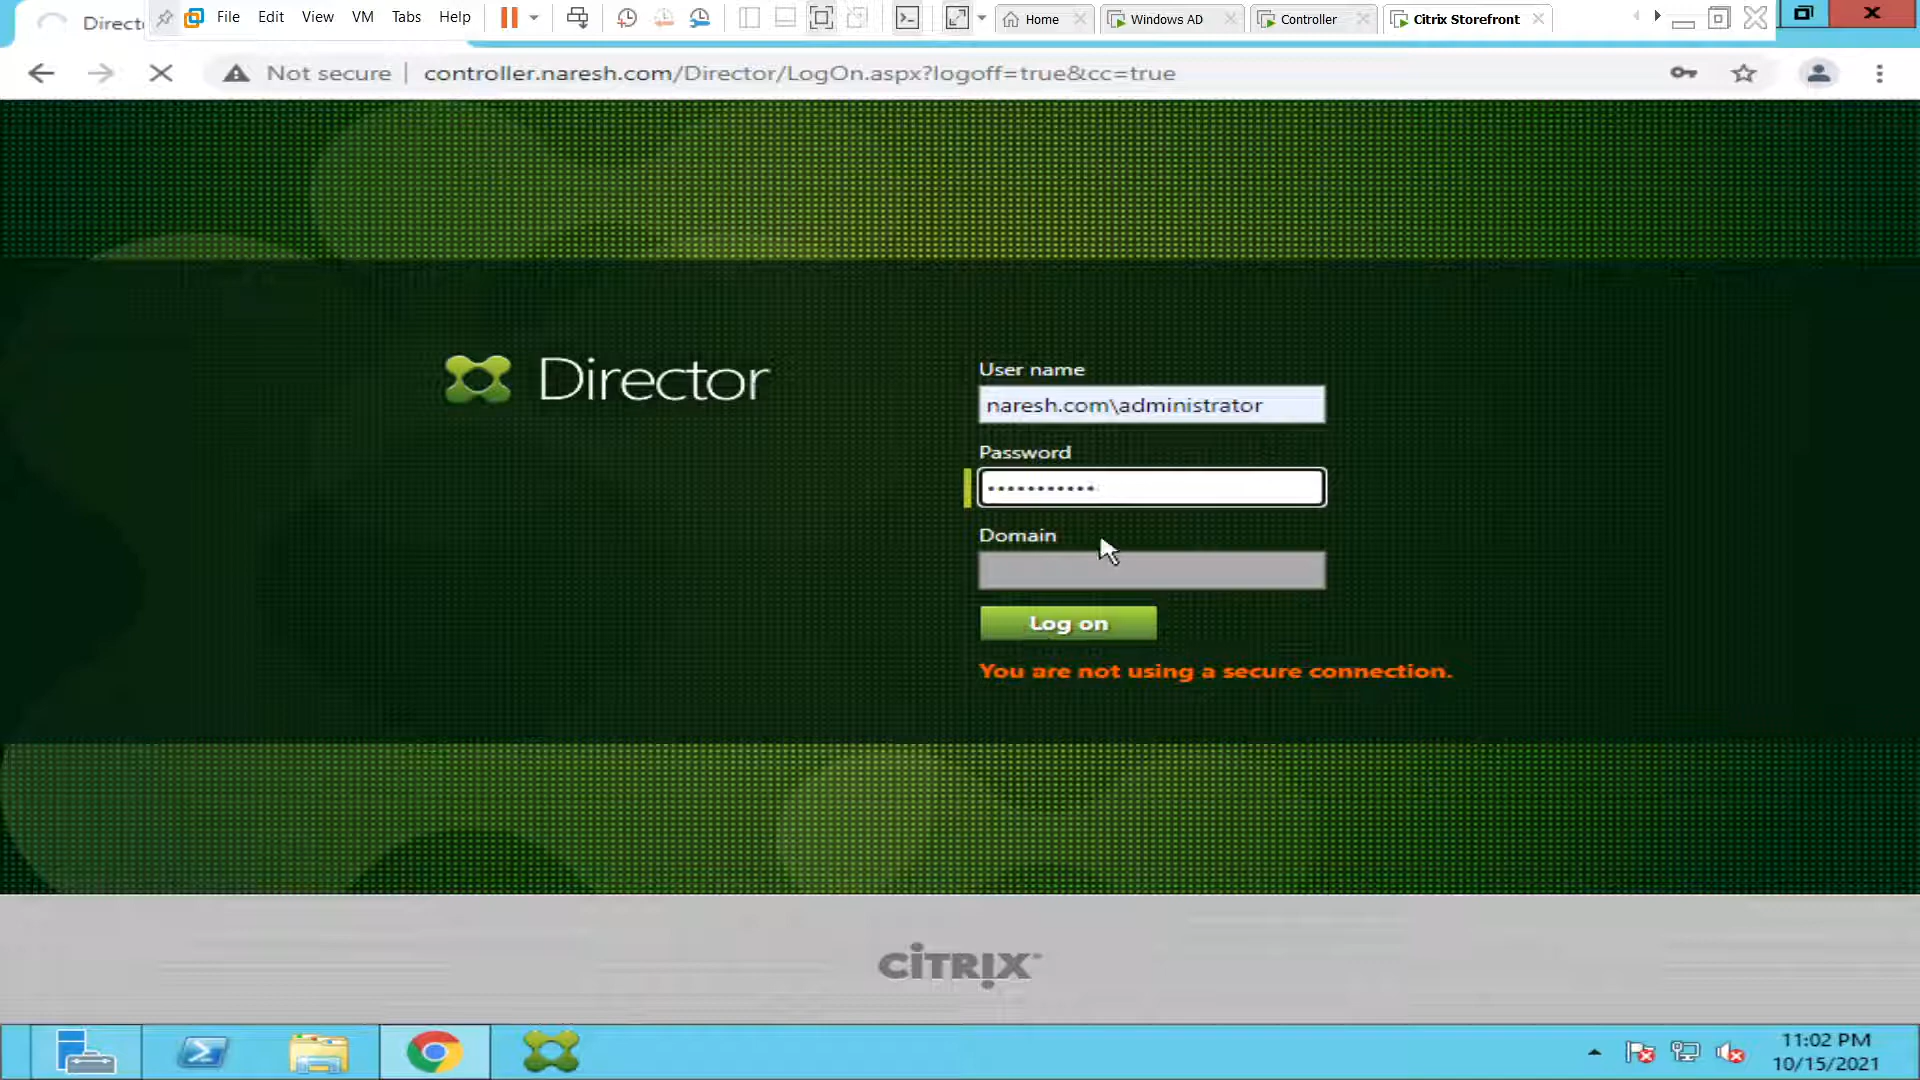 Direct
File Edit View VM Tabs Help
Home
Windows AD
Controller
Citrix Storefront
Not secure
controller.naresh.com/Director/LogOn.aspx?logoff=true&cc=true
Director
User name
naresh.com\administrator
Password
•••••••••••
Domain
Log on
You are not using a secure connection.
CİTRIX
11:02 PM
10/15/2021